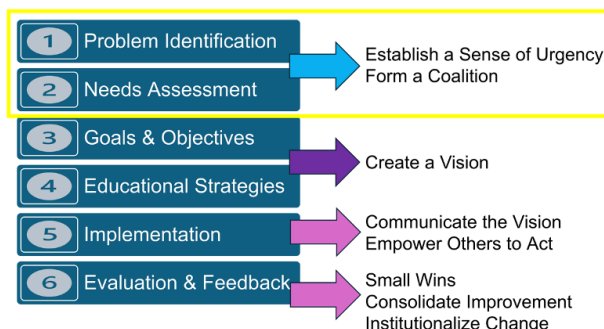 1 Problem Identification
2 Needs Assessment
Establish a Sense of Urgency
Form a Coalition
3 Goals & Objectives
4 Educational Strategies
Create a Vision
5 Implementation
Communicate the Vision
Empower Others to Act
6 Evaluation & Feedback
Small Wins
Consolidate Improvement
Institutionalize Change